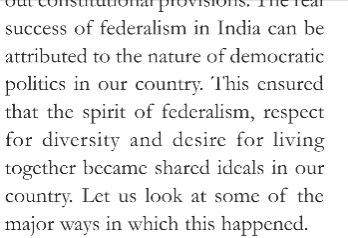 out constitutional provisions. The real
success of federalism in India can be
attributed to the nature of democratic
politics in our country. This ensured
that the spirit of federalism, respect
for diversity and desire for living
together became shared ideals in our
country. Let us look at some of the
major ways in which this happened.